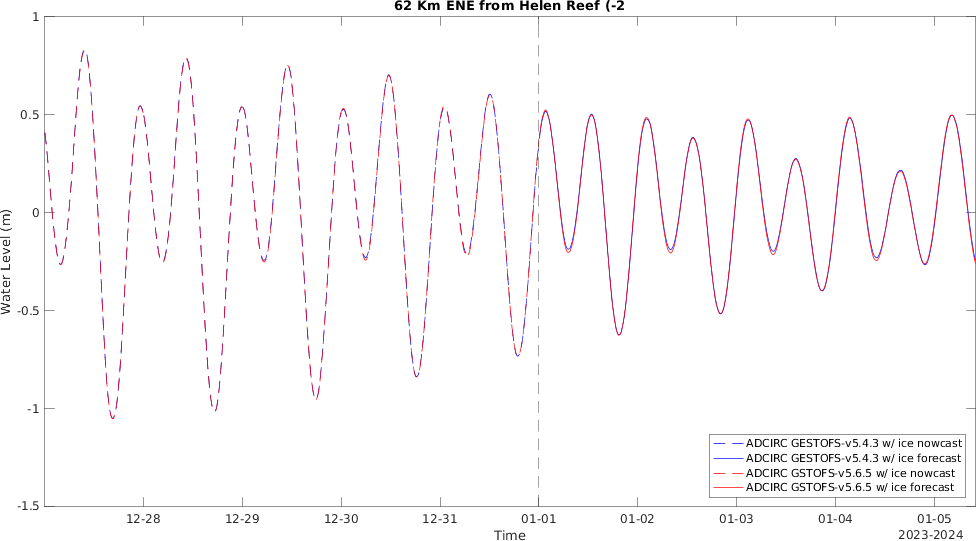 62 Km ENE from Helen Reef (-2
Water Level (m)
1
0.5
0
-0.5
-1
-1.5
12-28
12-29
12-30
12-31
01-01
01-02
01-03
01-04
01-05
Time
2023-2024
ADCIRC GESTOFS-v5.4.3 w/ ice nowcast
ADCIRC GESTOFS-v5.4.3 w/ ice forecast
ADCIRC GSTOFS-v5.6.5 w/ ice nowcast
ADCIRC GSTOFS-v5.6.5 w/ ice forecast